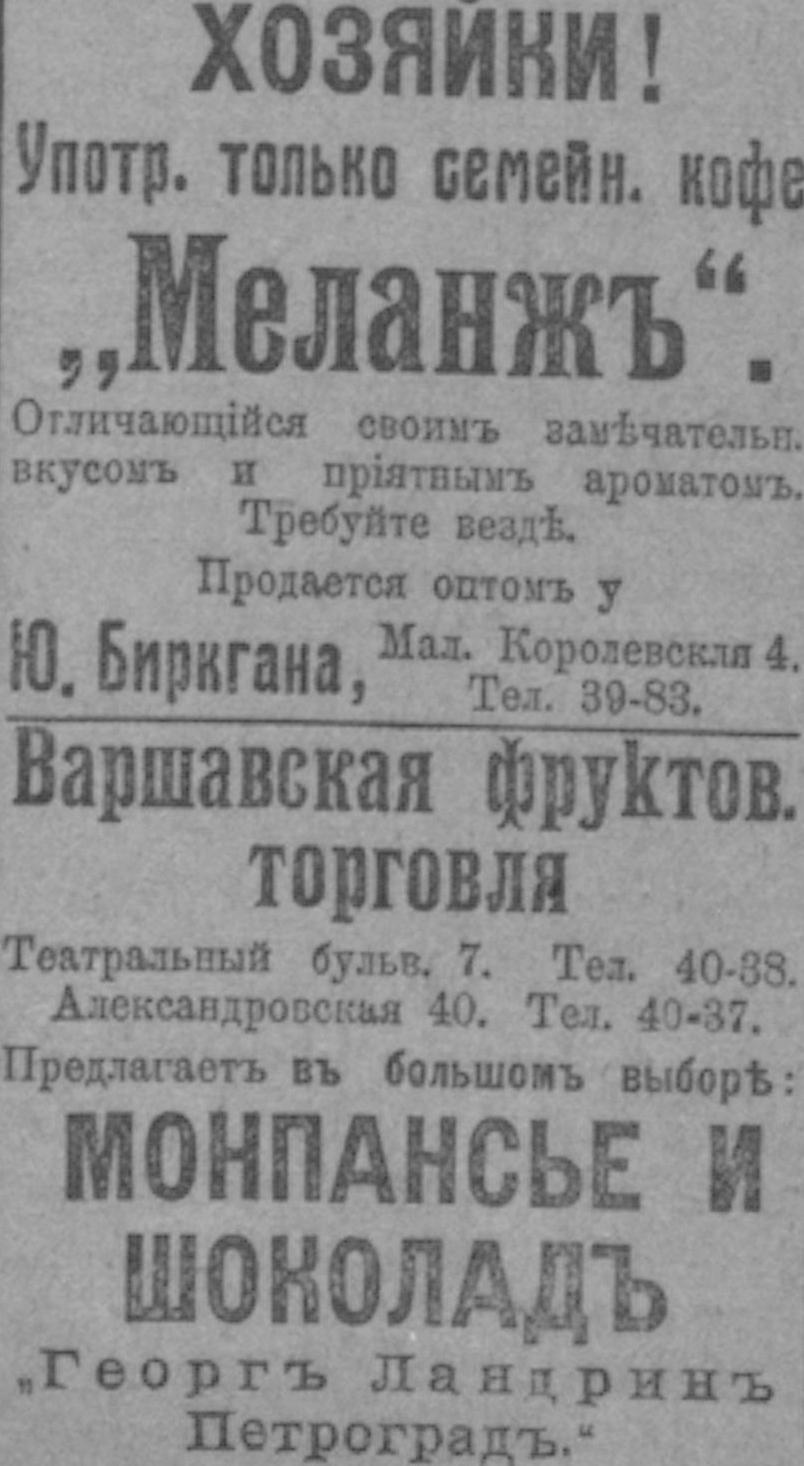 ХОЗЯЙКИ!
Употр. только семейн. кофе
„Меланжъ“.
Отличающійся своимъ замѣчательн.
вкусомъ и пріятнымъ ароматомъ.
Требуйте вездѣ.
Продается оптомъ у
Ю. Биркгана, Мал. Королевскля 4.
Тел. 39-83.
Варшавская фруктов.
торговля
Театральный бульв. 7. Тел. 40-38.
Александровская 40. Тел. 40-37.
Предлагаетъ въ большомъ выборѣ:
МОНПАНСЬЕ И
ШОКОЛАДЪ
„Георгъ Ландринъ
Петроградъ.“